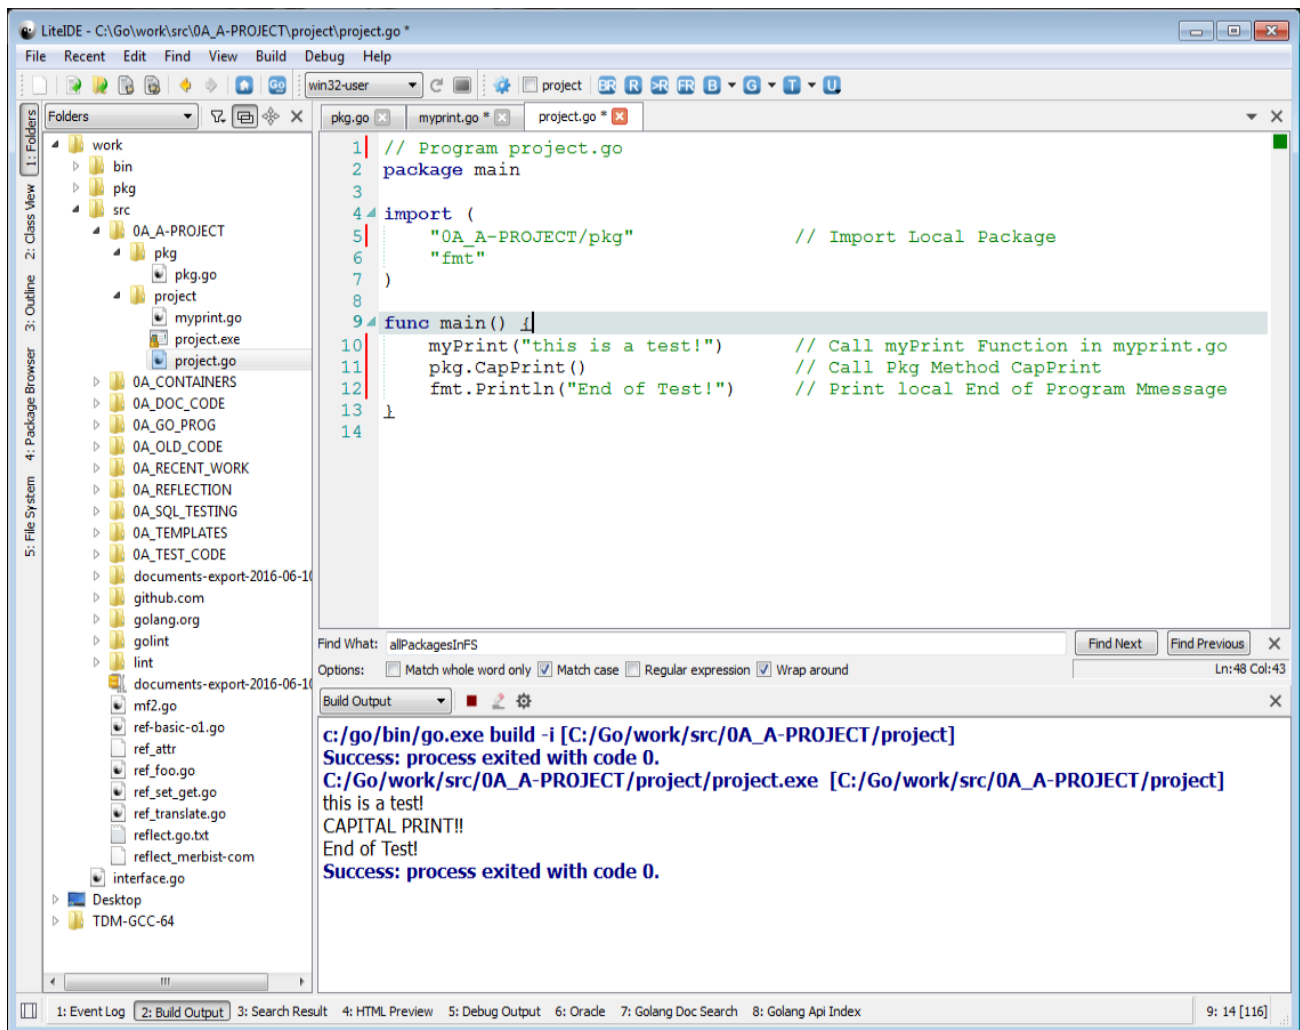 LiteIDE - C:\Go\work\src\0A_A-PROJECT\project\project.go *
File Recent Edit Find View Build Debug Help
Go win32-user project BR R >R FR B G T U
1: Folders
2: Class View
3: Outline
4: Package Browser
5: File System
Folders
work
bin
pkg
src
0A_A-PROJECT
pkg
pkg.go
project
myprint.go
project.exe
project.go
0A_CONTAINERS
0A_DOC_CODE
0A_GO_PROG
0A_OLD_CODE
0A_RECENT_WORK
0A_REFLECTION
0A_SQL_TESTING
0A_TEMPLATES
0A_TEST_CODE
documents-export-2016-06-10
github.com
golang.org
golint
lint
documents-export-2016-06-10
mf2.go
ref-basic-o1.go
ref_attr
ref_foo.go
ref_set_get.go
ref_translate.go
reflect.go.txt
reflect_merbist-com
interface.go
Desktop
TDM-GCC-64
pkg.go myprint.go * project.go *
1 // Program project.go
2 package main
3
4 import (
5 "0A_A-PROJECT/pkg" // Import Local Package
6 "fmt"
7 )
8
9 func main() {
10 myPrint("this is a test!") // Call myPrint Function in myprint.go
11 pkg.CapPrint() // Call Pkg Method CapPrint
12 fmt.Println("End of Test!") // Print local End of Program Mmessage
13 }
14
Find What: allPackagesInFS Find Next Find Previous
Options: Match whole word only Match case Regular expression Wrap around Ln:48 Col:43
Build Output
c:/go/bin/go.exe build -i [C:/Go/work/src/0A_A-PROJECT/project]
Success: process exited with code 0.
C:/Go/work/src/0A_A-PROJECT/project/project.exe [C:/Go/work/src/0A_A-PROJECT/project]
this is a test!
CAPITAL PRINT!!
End of Test!
Success: process exited with code 0.
1: Event Log 2: Build Output 3: Search Result 4: HTML Preview 5: Debug Output 6: Oracle 7: Golang Doc Search 8: Golang Api Index 9: 14 [116]